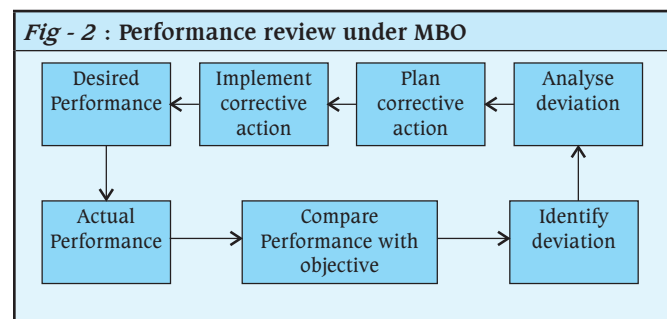 Fig - 2 : Performance review under MBO
Desired
Performance
Implement
corrective
action
Plan
corrective
action
Analyse
deviation
Actual
Performance
Compare
Performance with
objective
Identify
deviation